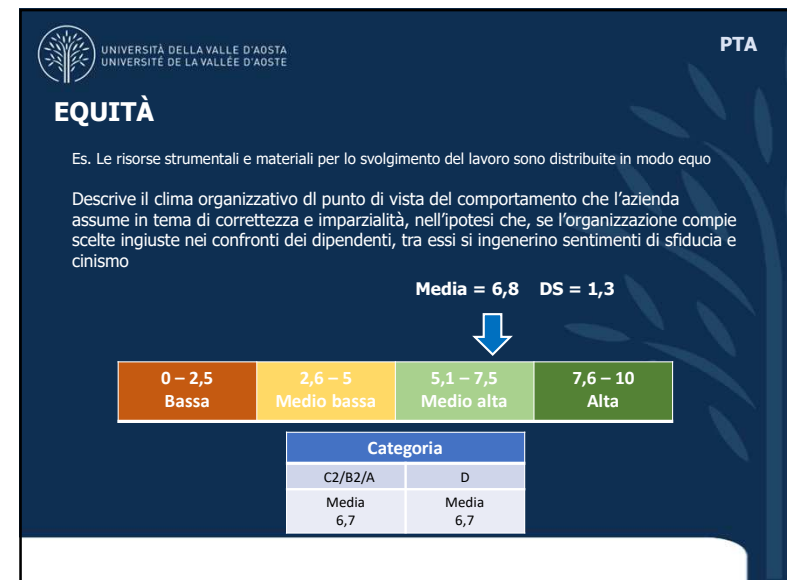 UNIVERSITÀ DELLA VALLE D'AOSTA
UNIVERSITÉ DE LA VALLÉE D'AOSTE
PTA
EQUITÀ
Es. Le risorse strumentali e materiali per lo svolgimento del lavoro sono distribuite in modo equo
Descrive il clima organizzativo dl punto di vista del comportamento che l'azienda
assume in tema di correttezza e imparzialità, nell'ipotesi che, se l'organizzazione compie
scelte ingiuste nei confronti dei dipendenti, tra essi si ingenerino sentimenti di sfiducia e
cinismo
Media = 6,8 DS = 1,3
0 – 2,5 2,6 – 5 5,1 – 7,5 7,6 – 10
Bassa Medio bassa Medio alta Alta
Categoria
C2/B2/A D
Media Media
6,7 6,7